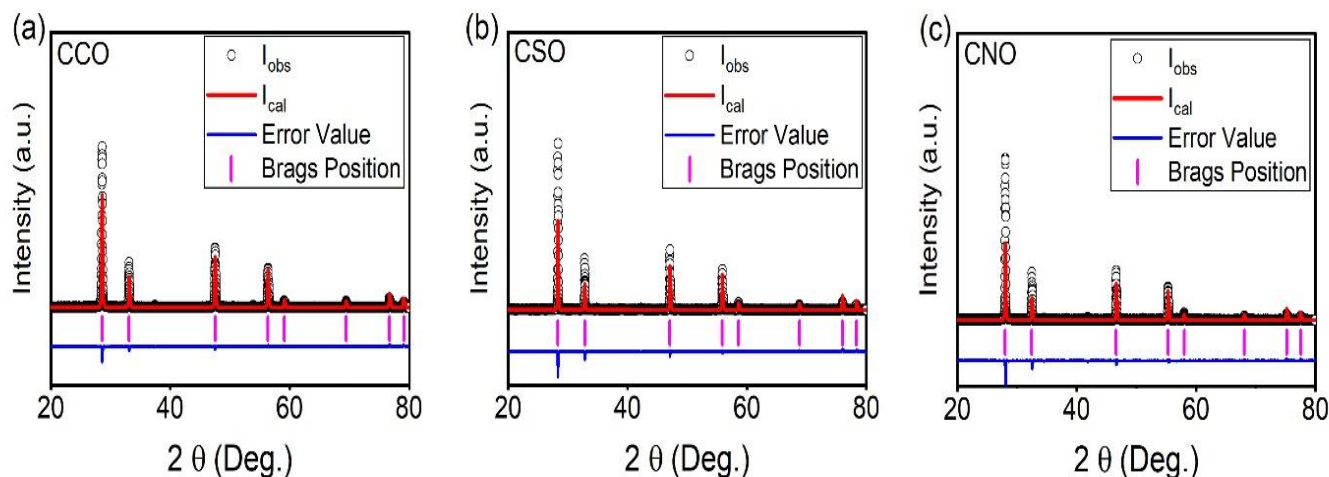 (a)
CCO
I_obs
I_cal
Error Value
Brags Position
Intensity (a.u.)
20 40 60 80
2 θ (Deg.)
(b)
CSO
I_obs
I_cal
Error Value
Brags Position
Intensity (a.u.)
20 40 60 80
2 θ (Deg.)
(c)
CNO
I_obs
I_cal
Error Value
Brags Position
Intensity (a.u.)
20 40 60 80
2 θ (Deg.)